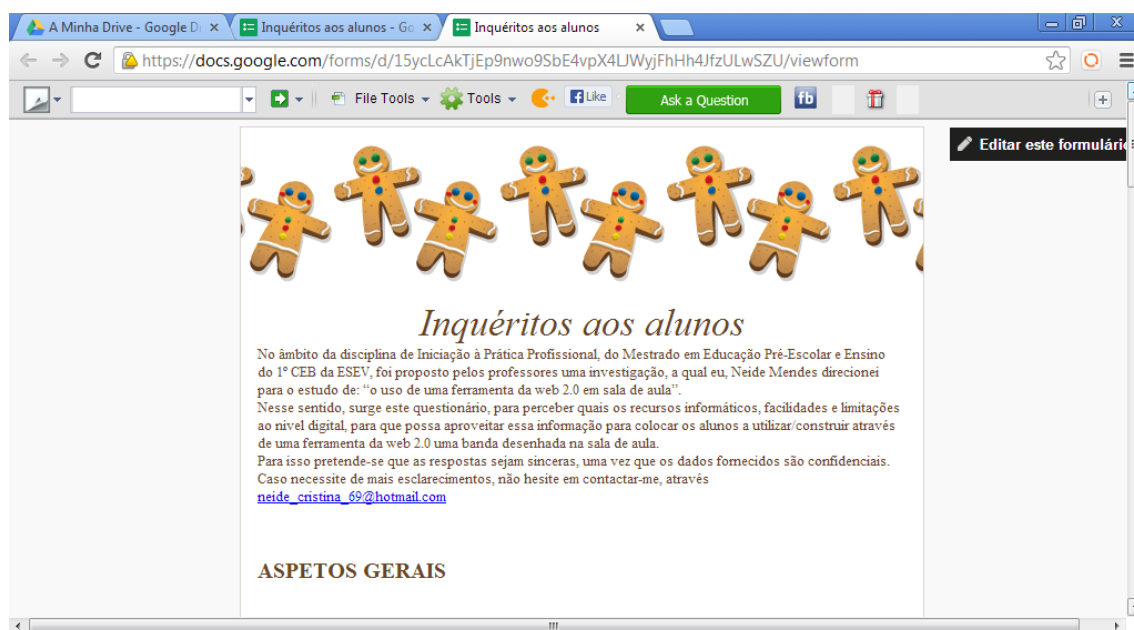 A Minha Drive - Google D
Inquéritos aos alunos - Go
Inquéritos aos alunos
https://docs.google.com/forms/d/15ycLcAkTjEp9nwo9SbE4vpX4LJWyjFhHh4JfzULwSZU/viewform
File Tools
Tools
Like
Ask a Question
fb
Editar este formulário
Inquéritos aos alunos
No âmbito da disciplina de Iniciação à Prática Profissional, do Mestrado em Educação Pré-Escolar e Ensino
do 1º CEB da ESEV, foi proposto pelos professores uma investigação, a qual eu, Neide Mendes direcionei
para o estudo de: “o uso de uma ferramenta da web 2.0 em sala de aula”.
Nesse sentido, surge este questionário, para perceber quais os recursos informáticos, facilidades e limitações
ao nível digital, para que possa aproveitar essa informação para colocar os alunos a utilizar/construir através
de uma ferramenta da web 2.0 uma banda desenhada na sala de aula.
Para isso pretende-se que as respostas sejam sinceras, uma vez que os dados fornecidos são confidenciais.
Caso necessite de mais esclarecimentos, não hesite em contactar-me, através
neide_cristina_69@hotmail.com
ASPETOS GERAIS